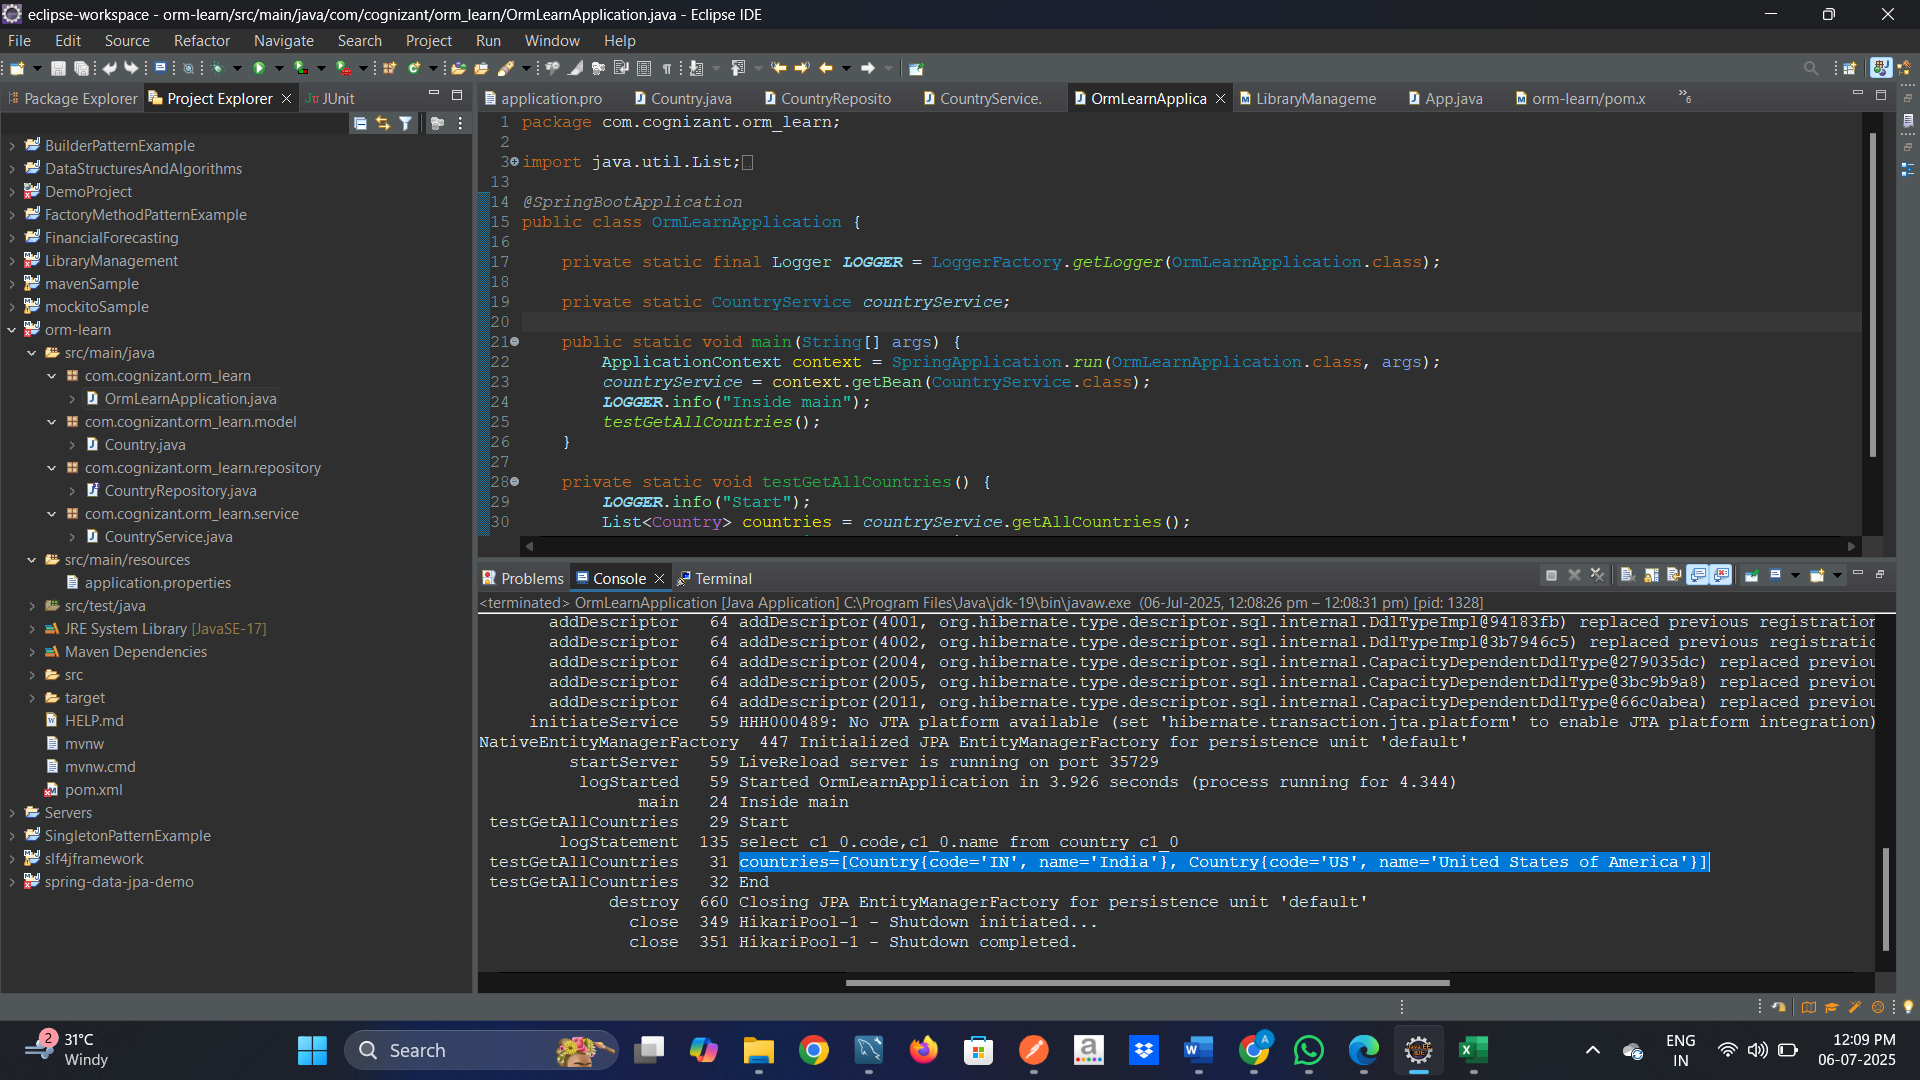 eclipse-workspace - orm-learn/src/main/java/com/cognizant/orm_learn/OrmLearnApplication.java - Eclipse IDE
File Edit Source Refactor Navigate Search Project Run Window Help
Package Explorer Project Explorer JUnit
application.pro Country.java CountryReposito CountryService. OrmLearnApplica LibraryManageme App.java orm-learn/pom.x »6
BuilderPatternExample
DataStructuresAndAlgorithms
DemoProject
FactoryMethodPatternExample
FinancialForecasting
LibraryManagement
mavenSample
mockitoSample
orm-learn
src/main/java
com.cognizant.orm_learn
OrmLearnApplication.java
com.cognizant.orm_learn.model
Country.java
com.cognizant.orm_learn.repository
CountryRepository.java
com.cognizant.orm_learn.service
CountryService.java
src/main/resources
application.properties
src/test/java
JRE System Library [JavaSE-17]
Maven Dependencies
src
target
HELP.md
mvnw
mvnw.cmd
pom.xml
Servers
SingletonPatternExample
slf4jframework
spring-data-jpa-demo
1 package com.cognizant.orm_learn;
2
3 import java.util.List;
13
14 @SpringBootApplication
15 public class OrmLearnApplication {
16
17 private static final Logger LOGGER = LoggerFactory.getLogger(OrmLearnApplication.class);
18
19 private static CountryService countryService;
20
21 public static void main(String[] args) {
22 ApplicationContext context = SpringApplication.run(OrmLearnApplication.class, args);
23 countryService = context.getBean(CountryService.class);
24 LOGGER.info("Inside main");
25 testGetAllCountries();
26 }
27
28 private static void testGetAllCountries() {
29 LOGGER.info("Start");
30 List<Country> countries = countryService.getAllCountries();
Problems Console Terminal
<terminated> OrmLearnApplication [Java Application] C:\Program Files\Java\jdk-19\bin\javaw.exe (06-Jul-2025, 12:08:26 pm – 12:08:31 pm) [pid: 1328]
addDescriptor 64 addDescriptor(4001, org.hibernate.type.descriptor.sql.internal.DdlTypeImpl@94183fb) replaced previous registration
addDescriptor 64 addDescriptor(4002, org.hibernate.type.descriptor.sql.internal.DdlTypeImpl@3b7946c5) replaced previous registratic
addDescriptor 64 addDescriptor(2004, org.hibernate.type.descriptor.sql.internal.CapacityDependentDdlType@279035dc) replaced previou
addDescriptor 64 addDescriptor(2005, org.hibernate.type.descriptor.sql.internal.CapacityDependentDdlType@3bc9b9a8) replaced previou
addDescriptor 64 addDescriptor(2011, org.hibernate.type.descriptor.sql.internal.CapacityDependentDdlType@66c0abea) replaced previou
initiateService 59 HHH000489: No JTA platform available (set 'hibernate.transaction.jta.platform' to enable JTA platform integration)
NativeEntityManagerFactory 447 Initialized JPA EntityManagerFactory for persistence unit 'default'
startServer 59 LiveReload server is running on port 35729
logStarted 59 Started OrmLearnApplication in 3.926 seconds (process running for 4.344)
main 24 Inside main
testGetAllCountries 29 Start
logStatement 135 select c1_0.code,c1_0.name from country c1_0
testGetAllCountries 31 countries=[Country{code='IN', name='India'}, Country{code='US', name='United States of America'}]
testGetAllCountries 32 End
destroy 660 Closing JPA EntityManagerFactory for persistence unit 'default'
close 349 HikariPool-1 - Shutdown initiated...
close 351 HikariPool-1 - Shutdown completed.
2
31°C
Windy
Search
ENG
IN
12:09 PM
06-07-2025